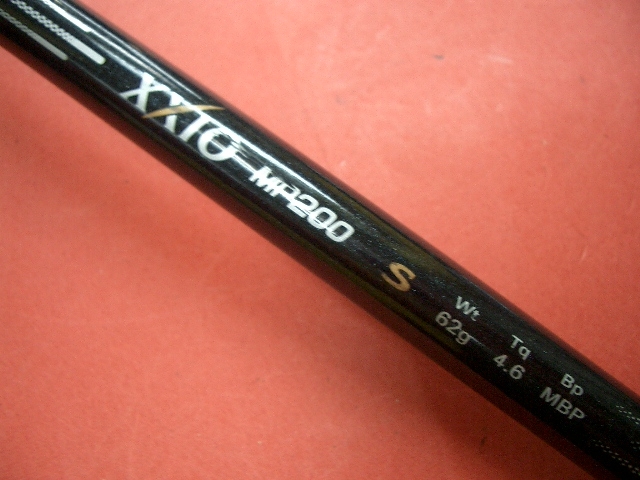 XXIO MP200 S
Wt Tq Bp
62g 4.6 MBP